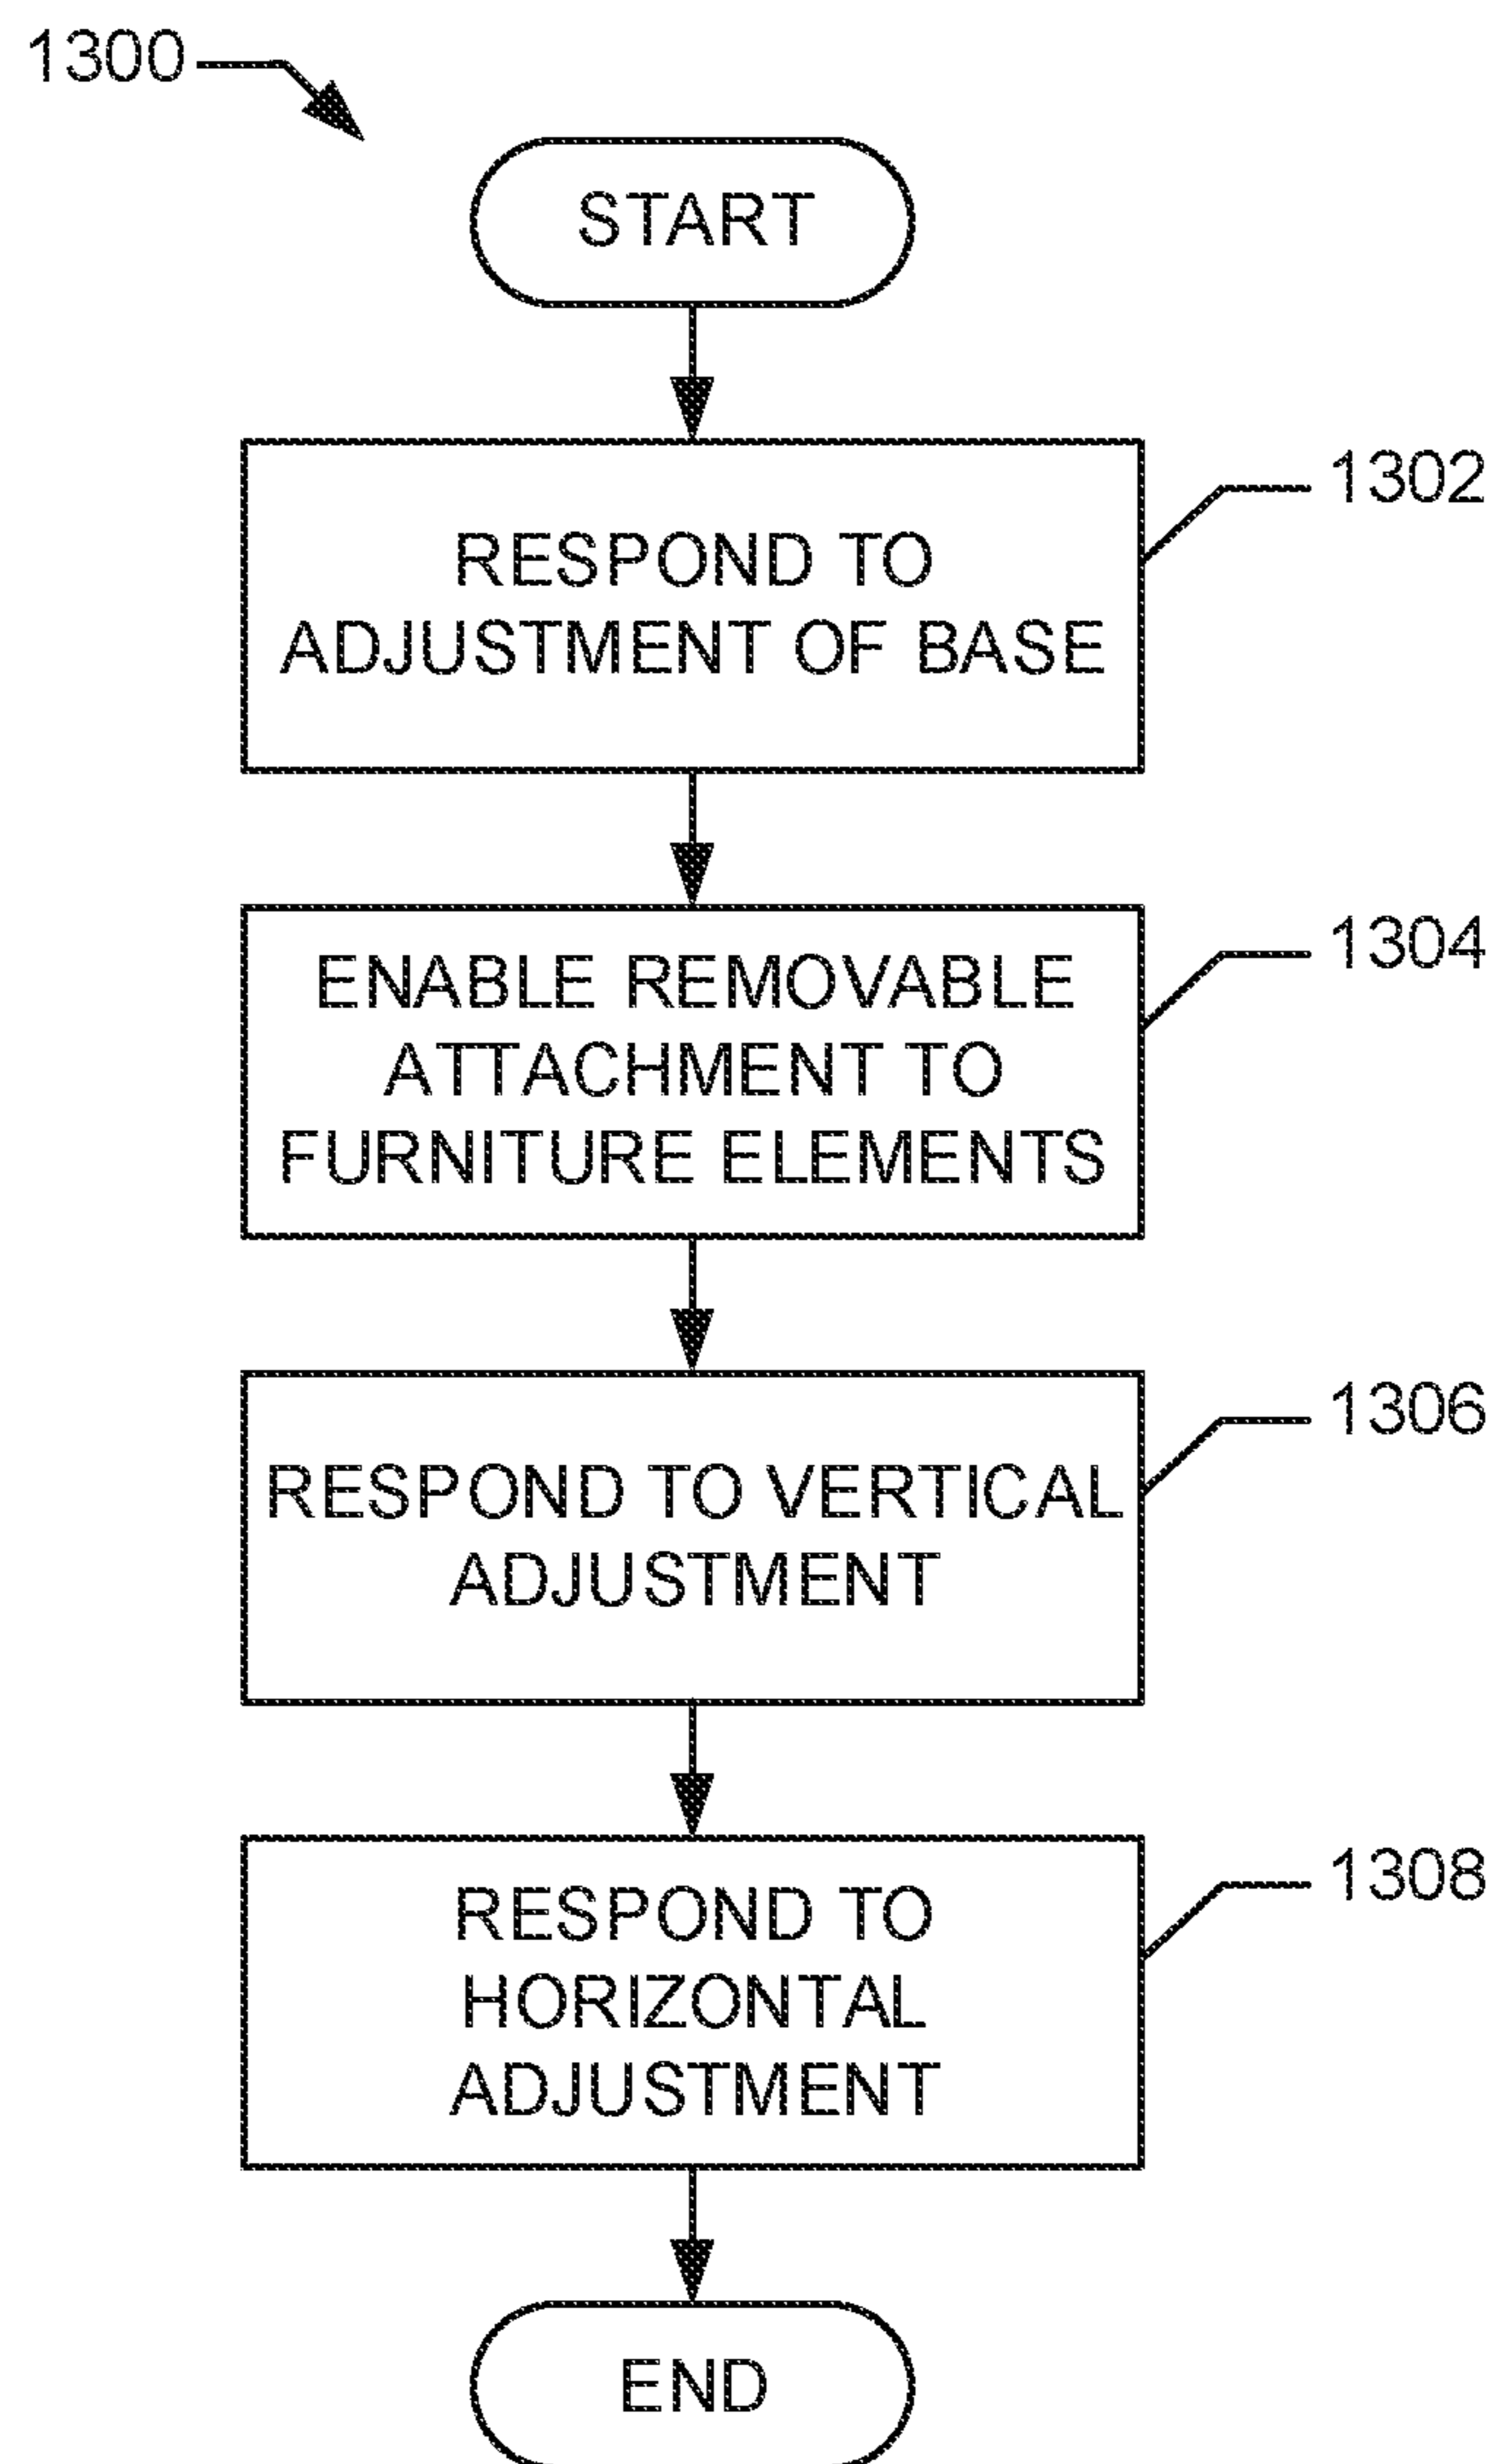 1300
START
1302
RESPOND TO
ADJUSTMENT OF BASE
1304
ENABLE REMOVABLE
ATTACHMENT TO
FURNITURE ELEMENTS
1306
RESPOND TO VERTICAL
ADJUSTMENT
1308
RESPOND TO
HORIZONTAL
ADJUSTMENT
END